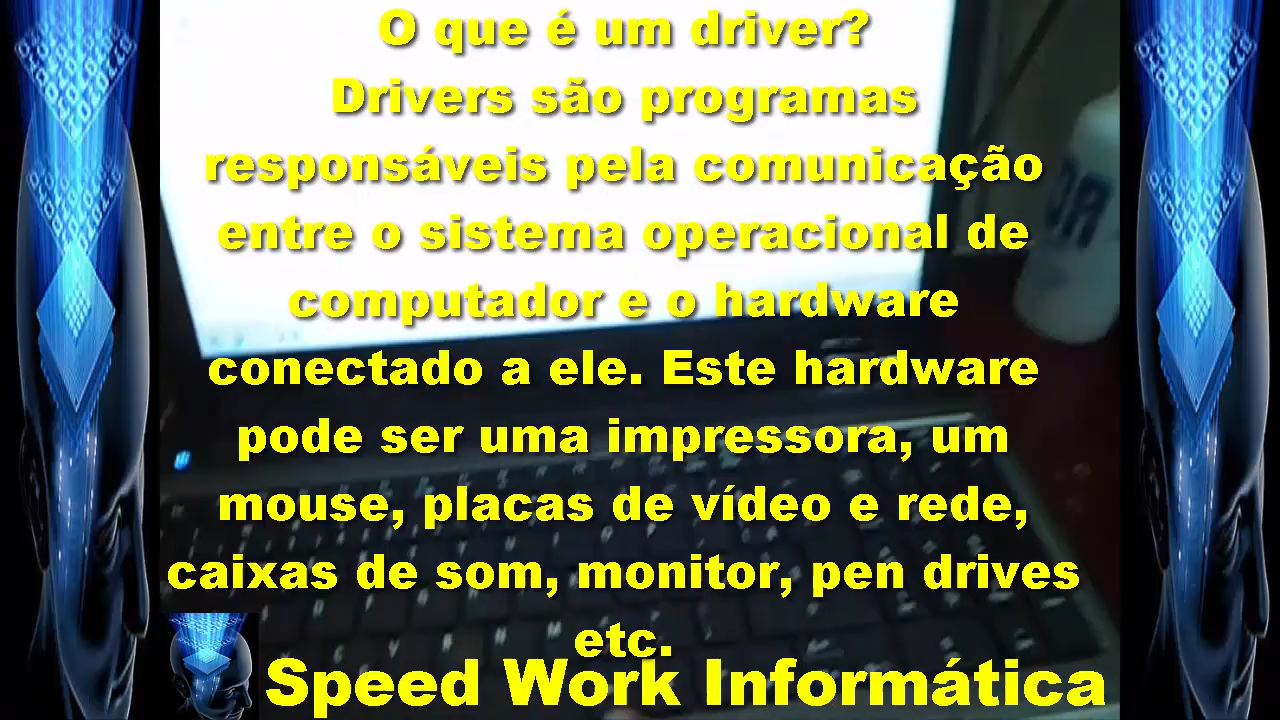 O que é um driver?
Drivers são programas
responsáveis pela comunicação
entre o sistema operacional de
computador e o hardware
conectado a ele. Este hardware
pode ser uma impressora, um
mouse, placas de vídeo e rede,
caixas de som, monitor, pen drives
etc.
Speed Work Informática